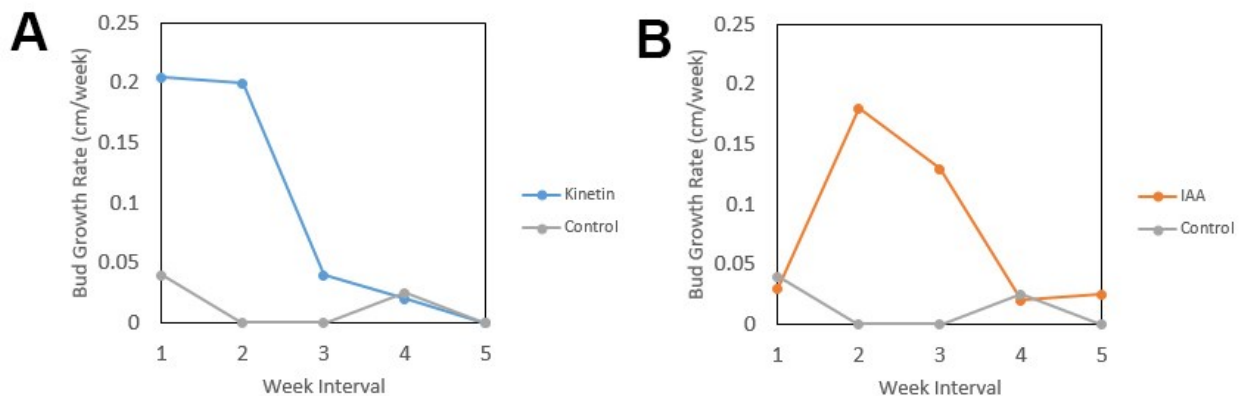 A
Bud Growth Rate (cm/week)
0.25
0.2
0.15
0.1
0.05
0
1 2 3 4 5
Week Interval
Kinetin
Control
B
Bud Growth Rate (cm/week)
0.25
0.2
0.15
0.1
0.05
0
1 2 3 4 5
Week Interval
IAA
Control